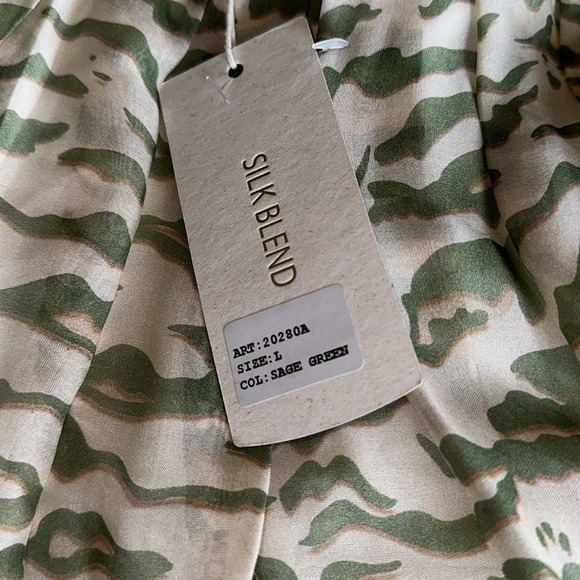 SILK BLEND
ART:20280A
SIZE:L
COL:SAGE GREEN